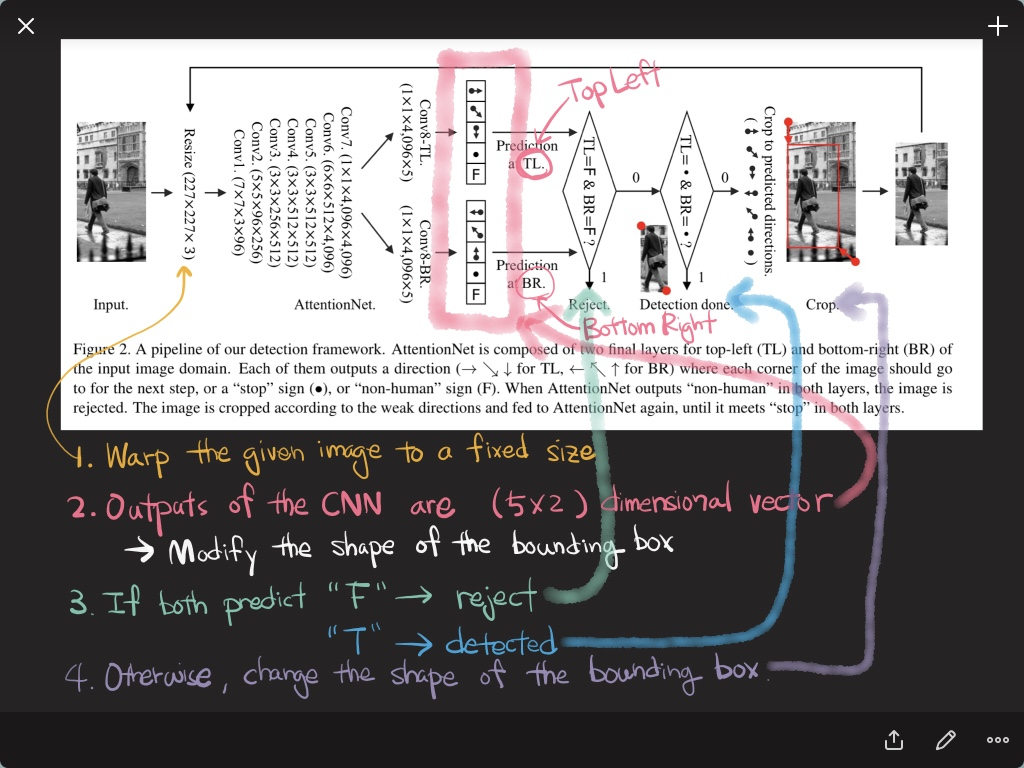 Top Left
Resize (227×227×3)
Conv1. (7×7×3×96)
Conv2. (5×5×96×256)
Conv3. (3×3×256×512)
Conv4. (3×3×512×512)
Conv5. (3×3×512×512)
Conv6. (6×6×512×4,096)
Conv7. (1×1×4,096×4,096)
Conv8-TL.
(1×1×4,096×5)
Conv8-BR.
(1×1×4,096×5)
F
F
Prediction
at TL.
Prediction
at BR.
TL=F & BR=F ?
0
1
TL= • & BR= • ?
0
1
Crop to predicted directions.
( → ↘ ↓ ← ↖ ↑ • )
Input.
AttentionNet.
Reject.
Detection done.
Crop.
Bottom Right
Figure 2. A pipeline of our detection framework. AttentionNet is composed of two final layers for top-left (TL) and bottom-right (BR) of
the input image domain. Each of them outputs a direction (→ ↘ ↓ for TL, ← ↖ ↑ for BR) where each corner of the image should go
to for the next step, or a “stop” sign (•), or “non-human” sign (F). When AttentionNet outputs “non-human” in both layers, the image is
rejected. The image is cropped according to the weak directions and fed to AttentionNet again, until it meets “stop” in both layers.
1. Warp the given image to a fixed size
2. Outputs of the CNN are (5x2) dimensional vector
→ Modify the shape of the bounding box
3. If both predict "F" → reject
"T" → detected
4. Otherwise, change the shape of the bounding box.